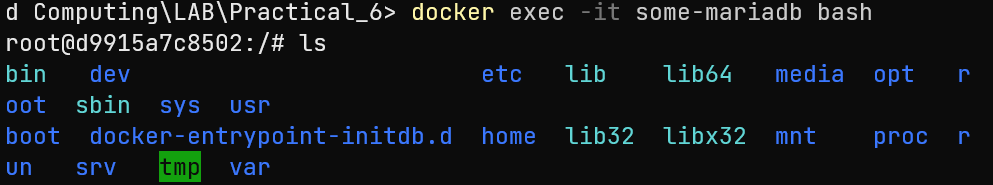 d Computing\LAB\Practical_6> docker exec -it some-mariadb bash
root@d9915a7c8502:/# ls
bin   dev                         etc   lib    lib64   media  opt   r
oot  sbin  sys  usr
boot  docker-entrypoint-initdb.d  home  lib32  libx32  mnt    proc  r
un   srv   tmp  var